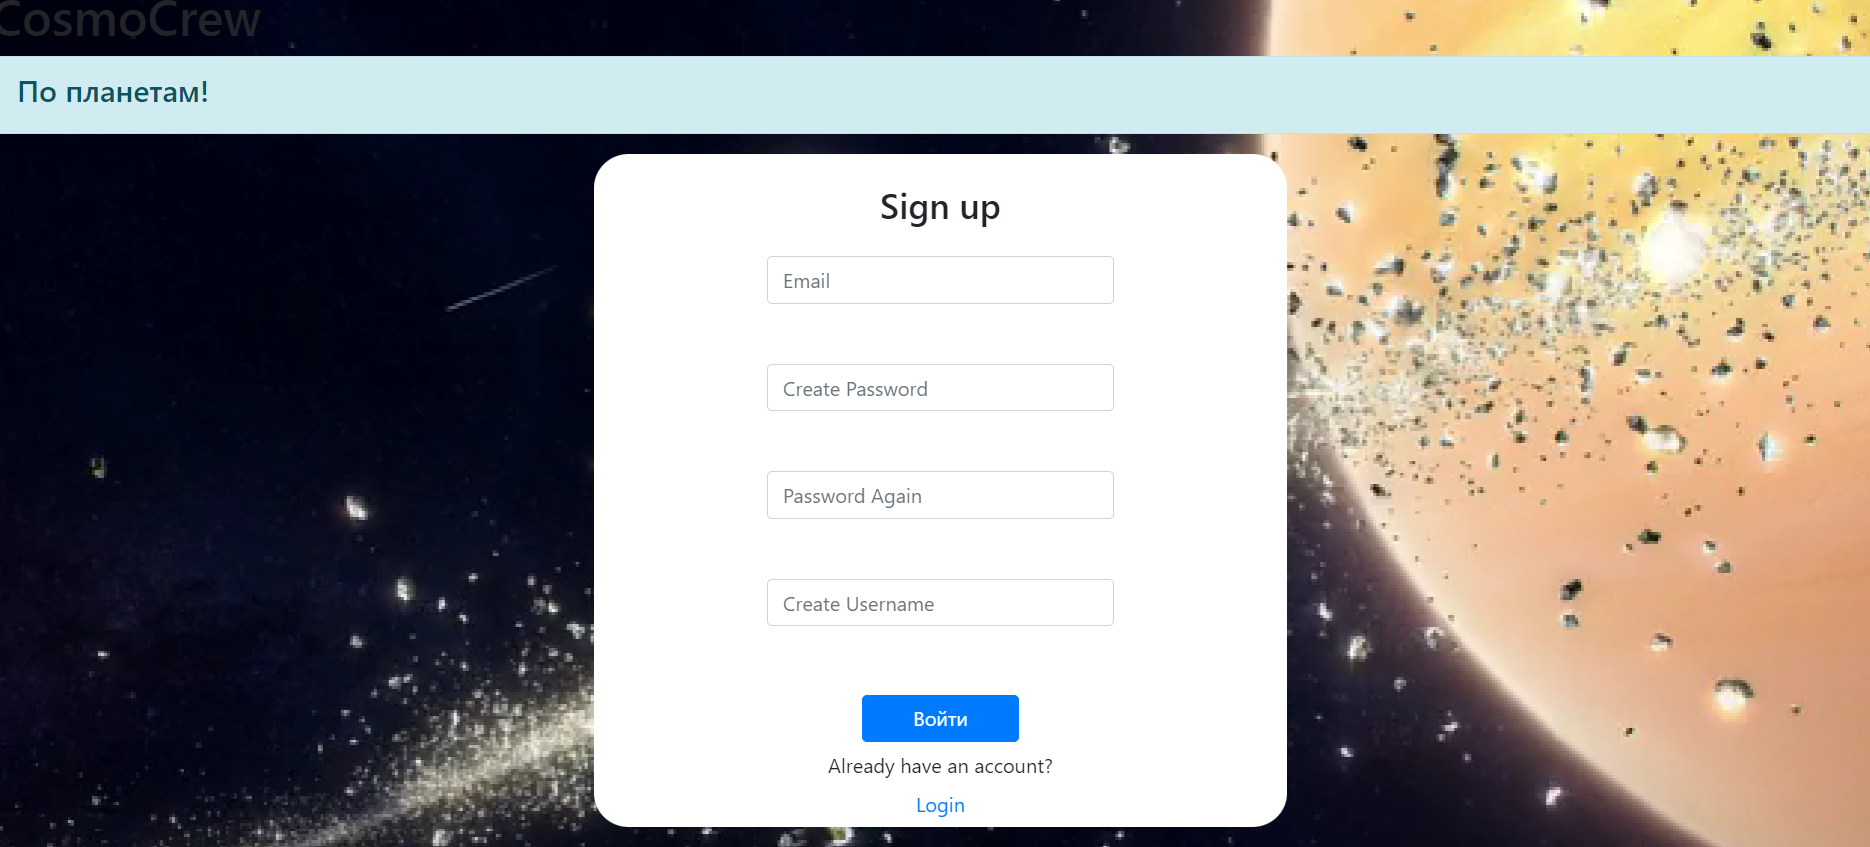 CosmoCrew
По планетам!
Sign up
Email
Create Password
Password Again
Create Username
Войти
Already have an account?
Login